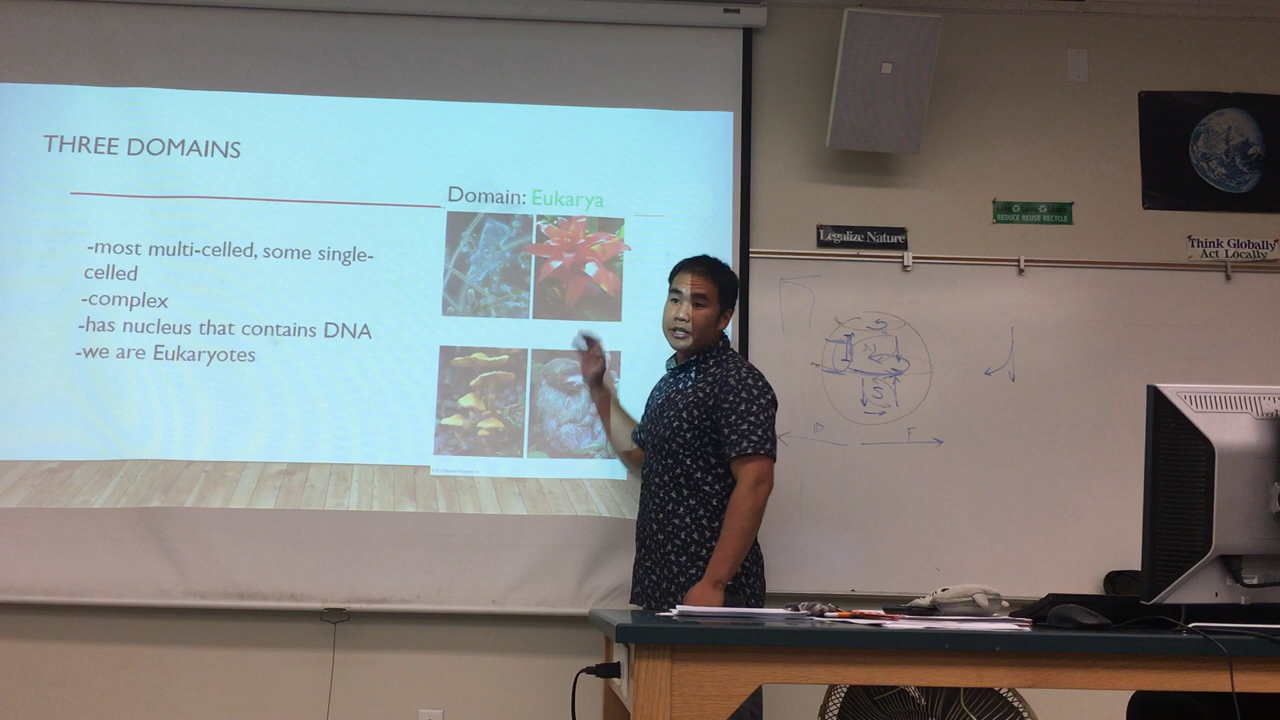 THREE DOMAINS
Domain: Eukarya
-most multi-celled, some single-
celled
-complex
-has nucleus that contains DNA
-we are Eukaryotes
Legalize Nature
REDUCE REUSE RECYCLE
Think Globally
Act Locally
B
F